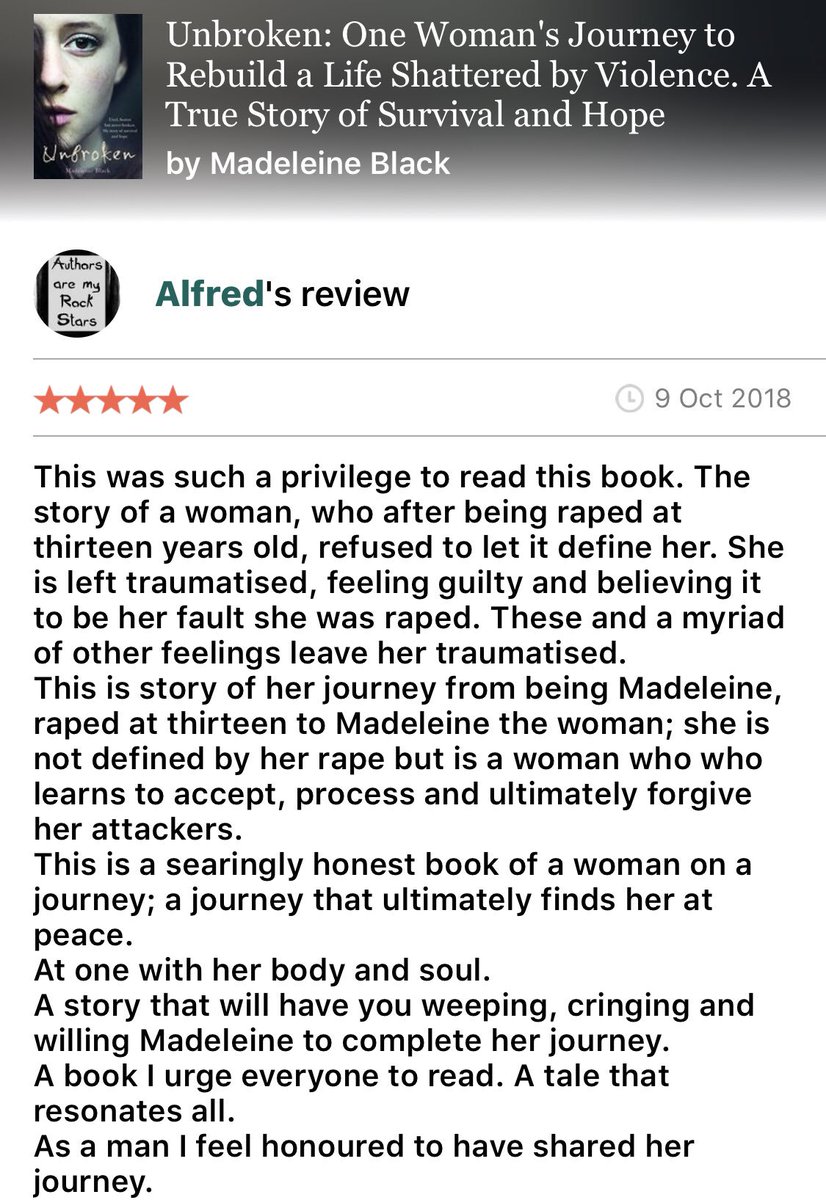 Unbroken: One Woman's Journey to
Rebuild a Life Shattered by Violence. A
True Story of Survival and Hope
by Madeleine Black
Unbroken
Madeleine Black
Authors
are my
Rock
Stars
Alfred's review
9 Oct 2018
This was such a privilege to read this book. The
story of a woman, who after being raped at
thirteen years old, refused to let it define her. She
is left traumatised, feeling guilty and believing it
to be her fault she was raped. These and a myriad
of other feelings leave her traumatised.
This is story of her journey from being Madeleine,
raped at thirteen to Madeleine the woman; she is
not defined by her rape but is a woman who who
learns to accept, process and ultimately forgive
her attackers.
This is a searingly honest book of a woman on a
journey; a journey that ultimately finds her at
peace.
At one with her body and soul.
A story that will have you weeping, cringing and
willing Madeleine to complete her journey.
A book I urge everyone to read. A tale that
resonates all.
As a man I feel honoured to have shared her
journey.